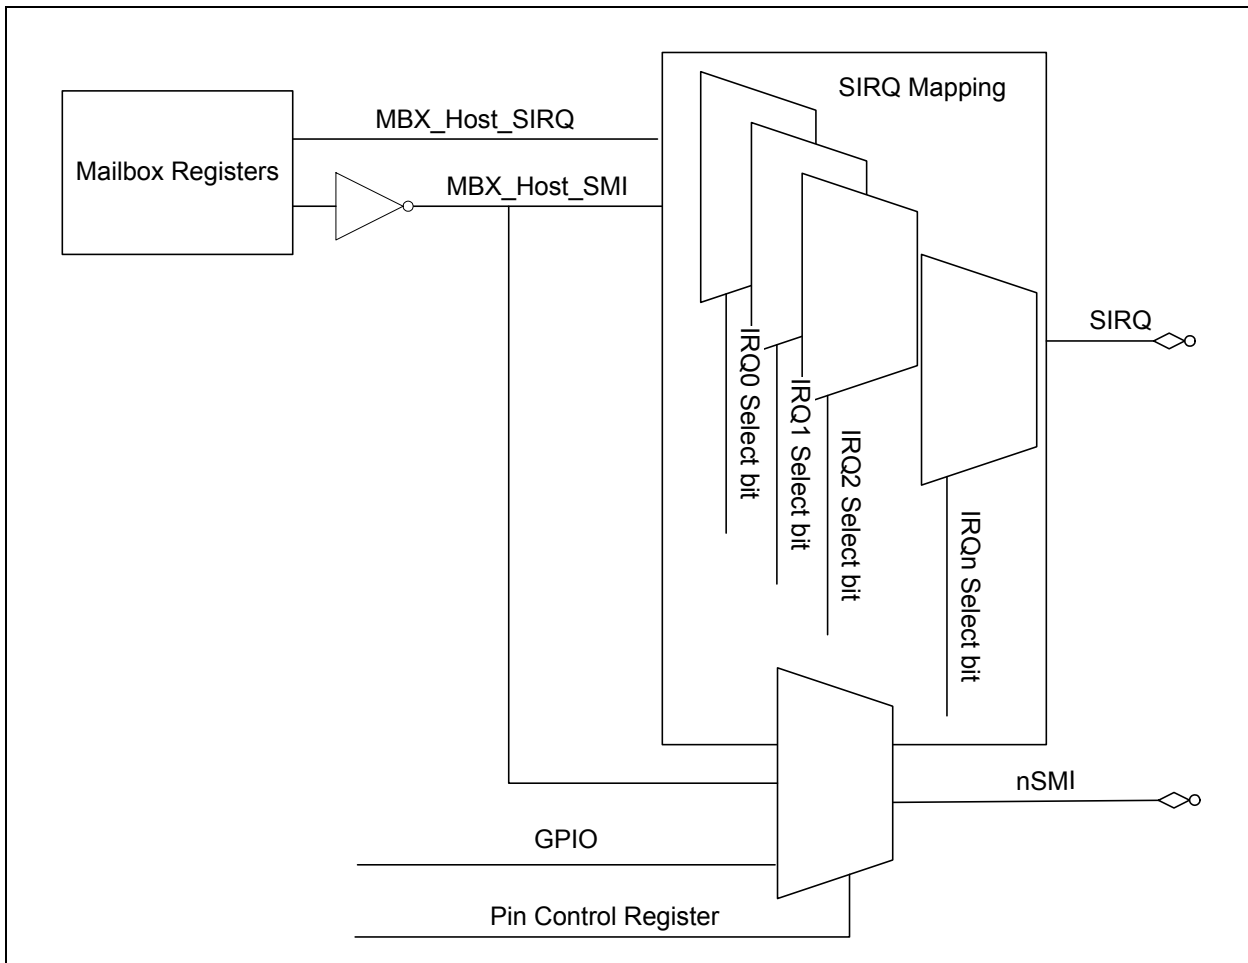 SIRQ Mapping
MBX_Host_SIRQ
Mailbox Registers
MBX_Host_SMI
SIRQ
IRQ0 Select bit
IRQ1 Select bit
IRQ2 Select bit
IRQn Select bit
nSMI
GPIO
Pin Control Register